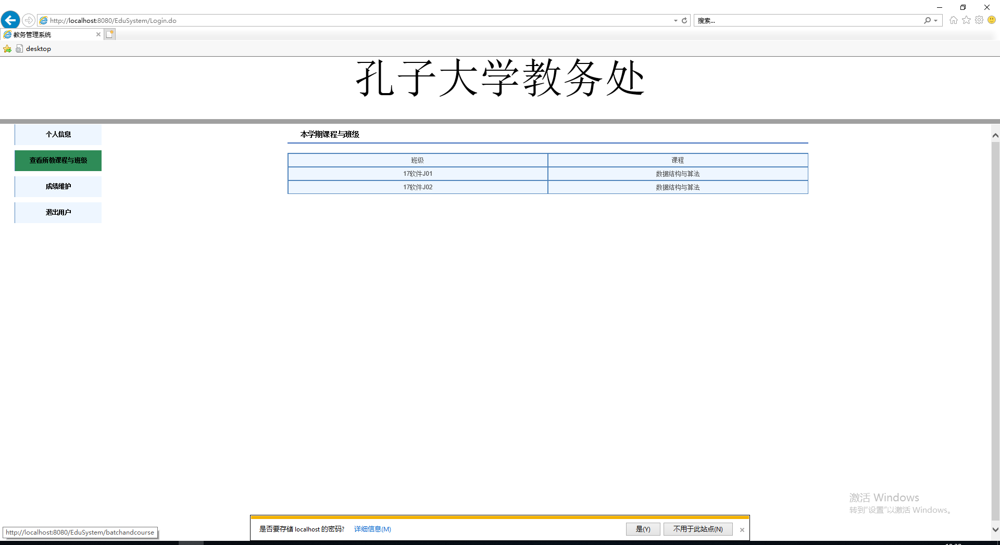 http://localhost:8080/EduSystem/Login.do
搜索...
教务管理系统
desktop
孔子大学教务处
个人信息
查看所教课程与班级
成绩维护
退出用户
本学期课程与班级
班级 课程
17软件J01 数据结构与算法
17软件J02 数据结构与算法
激活 Windows
转到“设置”以激活 Windows。
是否要存储 localhost 的密码? 详细信息(M) 是(Y) 不用于此站点(N)
http://localhost:8080/EduSystem/batchandcourse